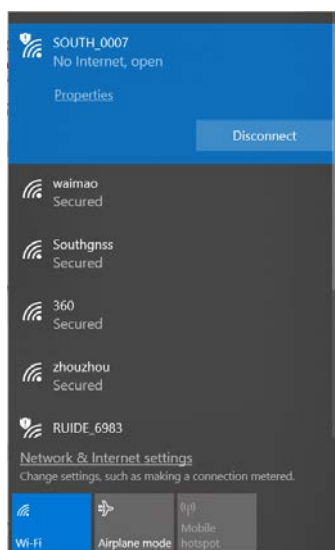 SOUTH_0007
No Internet, open
Properties
Disconnect
waimao
Secured
Southgnss
Secured
360
Secured
zhouzhou
Secured
RUIDE_6983
Network & Internet settings
Change settings, such as making a connection metered.
Wi-Fi
Airplane mode
Mobile
hotspot